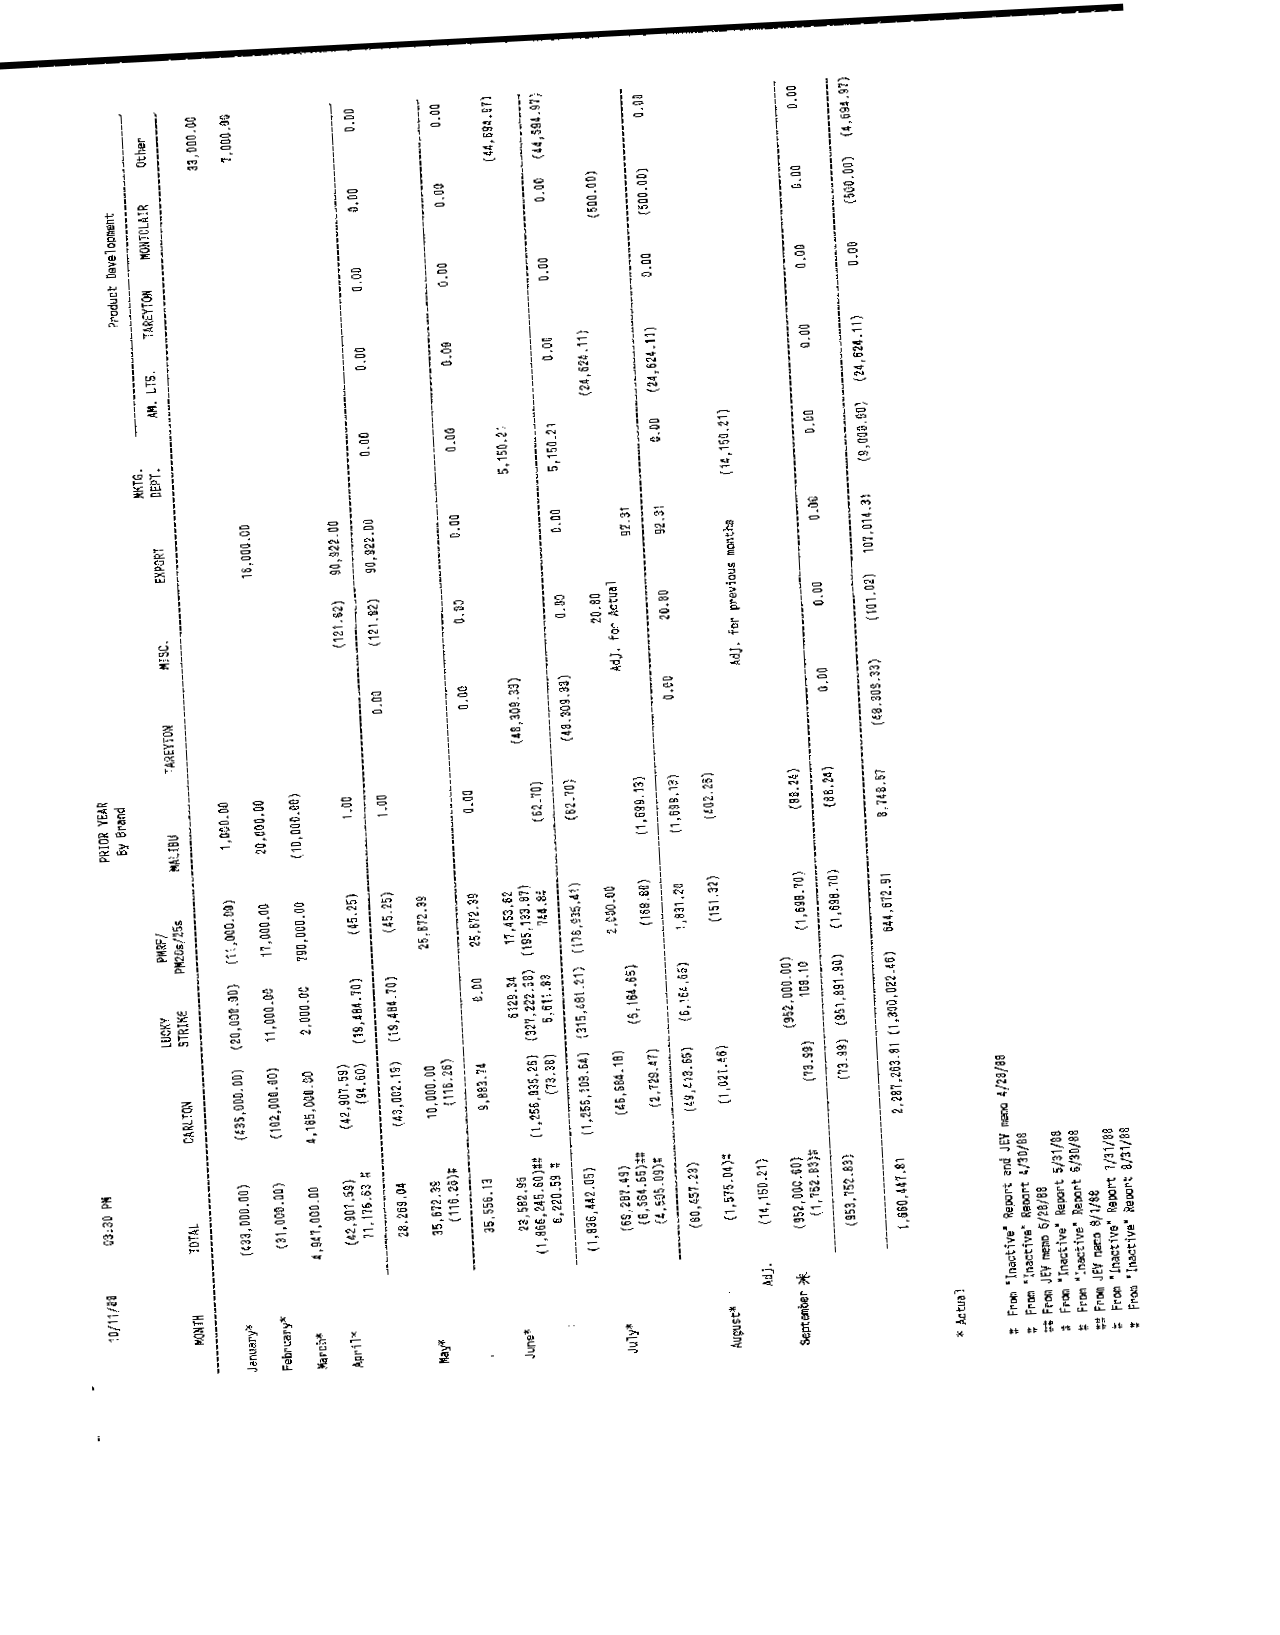 10/11/88 03:30 PM PRIOR YEAR
By Brand Product Development
LUCKY PMRF/ MKTG.
MONTH TOTAL CARLTON STRIKE PM20s/25s MALIBU TAREYTON MISC. EXPORT DEPT. AM. LTS. TAREYTON MONTCLAIR Other
January* (433,000.00) (435,000.00) (20,000.00) (11,000.00) 1,000.00 33,000.00
February* (31,000.00) (102,000.00) 11,000.00 17,000.00 20,000.00 16,000.00 7,000.00
March* 4,947,000.00 4,165,000.00 2,000.00 790,000.00 (10,000.00)
April* (42,907.59) (42,907.59)
71,176.63 # (94.60) (19,484.70) (45.25) 1.00 (121.82) 90,922.00
28,269.04 (43,002.19) (19,484.70) (45.25) 1.00 0.00 (121.82) 90,922.00 0.00 0.00 0.00 0.00 0.00
May* 35,672.39 10,000.00 25,672.39
(116.26)# (116.26)
35,556.13 9,883.74 0.00 25,672.39 0.00 0.00 0.00 0.00 0.00 0.00 0.00 0.00 0.00
June* 23,582.96 6129.34 17,453.62
(1,866,245.60)## (1,256,035.26) (327,222.38) (195,133.87) (48,309.33) 5,150.21 (44,694.97)
6,220.59 # (73.38) 5,611.83 744.84 (62.70)
(1,836,442.05) (1,256,108.64) (315,481.21) (176,935.41) (62.70) (48,309.33) 0.00 0.00 5,150.21 0.00 0.00 0.00 (44,694.97)
July* (69,287.49) (46,684.18) 2,000.00 20.80 (24,624.11) (500.00)
(6,164.65) Adj. for Actual 92.31
(4,505.09)# (2,729.47) (168.80) (1,699.13)
(80,457.23) (49,413.65) (6,164.65) 1,831.20 (1,699.13) 0.00 20.80 92.31 0.00 (24,624.11) 0.00 (500.00) 0.00
August* (1,575.04)# (1,021.46) (151.32) (402.26)
Adj. (14,150.21) Adj. for previous months (14,150.21)
September * (952,000.00) (952,000.00)
(1,752.83)# (73.99) 108.10 (1,698.70) (88.24)
(953,752.83) (73.99) (951,891.90) (1,698.70) (88.24) 0.00 0.00 0.00 0.00 0.00 0.00 0.00 0.00
1,660,447.81 2,287,263.81 (1,300,022.46) 644,672.91 8,748.67 (48,309.33) (101.02) 107,014.31 (9,000.00) (24,624.11) 0.00 (500.00) (4,694.97)
* Actual
# From "Inactive" Report and JEV memo 4/28/88
# From "Inactive" Report 4/30/88
## From JEV memo 6/28/88
# From "Inactive" Report 5/31/88
# From "Inactive" Report 6/30/88
## From JEV memo 8/1/88
# From "Inactive" Report 7/31/88
# From "Inactive" Report 8/31/88